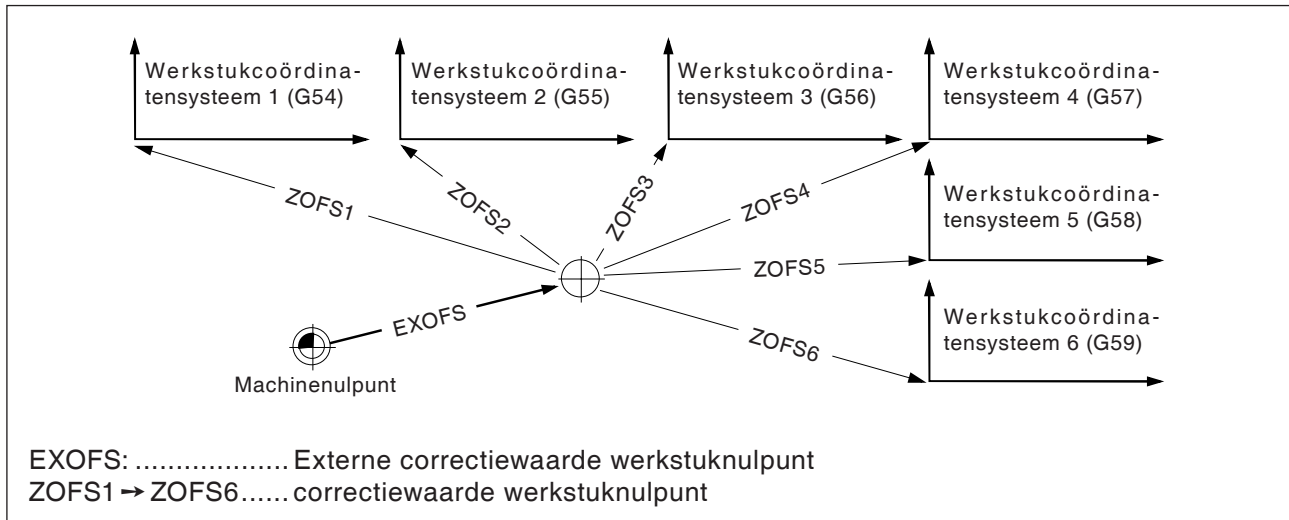 Werkstukcoördina-
tensysteem 1 (G54)
Werkstukcoördina-
tensysteem 2 (G55)
Werkstukcoördina-
tensysteem 3 (G56)
Werkstukcoördina-
tensysteem 4 (G57)
ZOFS1
ZOFS2
ZOFS3
ZOFS4
Werkstukcoördina-
tensysteem 5 (G58)
ZOFS5
EXOFS
ZOFS6
Werkstukcoördina-
tensysteem 6 (G59)
Machinenulpunt
EXOFS: ................... Externe correctiewaarde werkstuknulpunt
ZOFS1 → ZOFS6...... correctiewaarde werkstuknulpunt